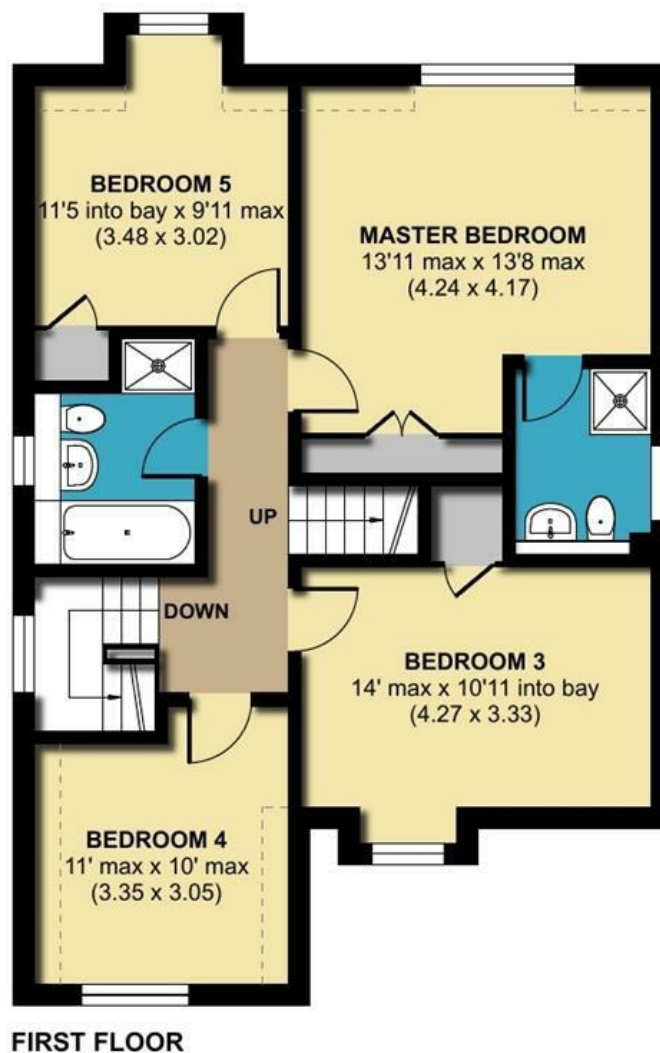 BEDROOM 5
11'5 into bay x 9'11 max
(3.48 x 3.02)
MASTER BEDROOM
13'11 max x 13'8 max
(4.24 x 4.17)
UP
DOWN
BEDROOM 3
14' max x 10'11 into bay
(4.27 x 3.33)
BEDROOM 4
11' max x 10' max
(3.35 x 3.05)
FIRST FLOOR